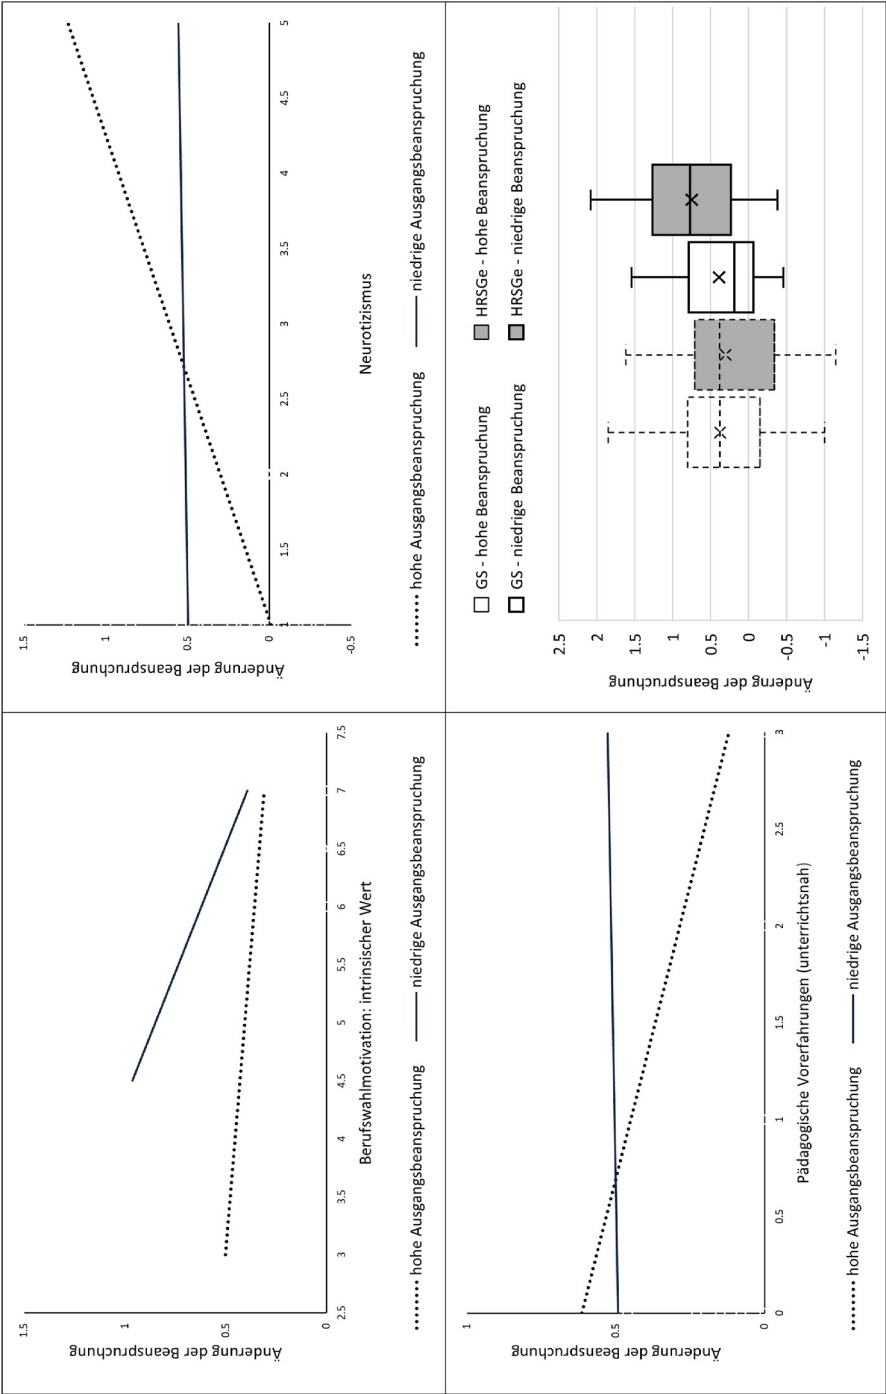 Änderung der Beanspruchung
1.5
1
0.5
0
2.5 3 3.5 4 4.5 5 5.5 6 6.5 7 7.5
Berufswahlmotivation: intrinsischer Wert
hohe Ausgangsbeanspruchung niedrige Ausgangsbeanspruchung
Änderung der Beanspruchung
1.5
1
0.5
0
-0.5
1 1.5 2 2.5 3 3.5 4 4.5 5
Neurotizismus
hohe Ausgangsbeanspruchung niedrige Ausgangsbeanspruchung
Änderung der Beanspruchung
1
0.5
0
0 0.5 1 1.5 2 2.5 3
Pädagogische Vorerfahrungen (unterrichtsnah)
hohe Ausgangsbeanspruchung niedrige Ausgangsbeanspruchung
GS - hohe Beanspruchung HRSGe - hohe Beanspruchung
GS - niedrige Beanspruchung HRSGe - niedrige Beanspruchung
Änderng der Beanspruchung
2.5
2
1.5
1
0.5
0
-0.5
-1
-1.5